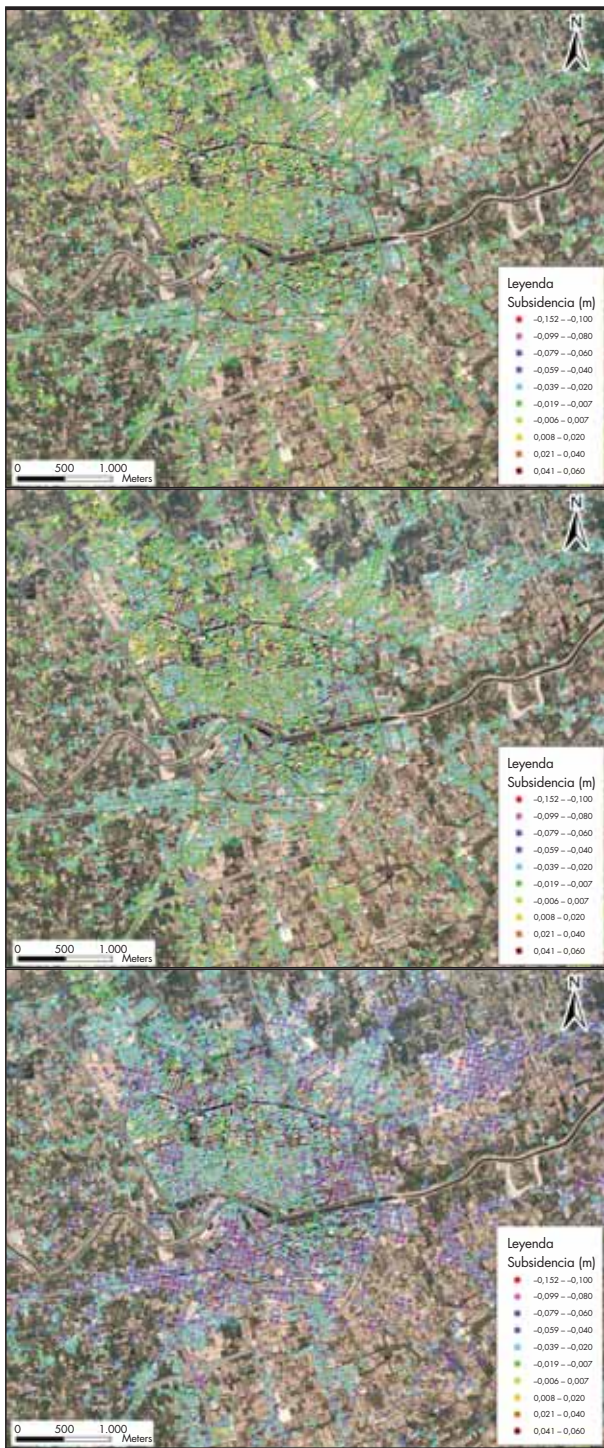 N
Leyenda
Subsidencia (m)
-0,152 – -0,100
-0,099 – -0,080
-0,079 – -0,060
-0,059 – -0,040
-0,039 – -0,020
-0,019 – -0,007
-0,006 – 0,007
0,008 – 0,020
0,021 – 0,040
0,041 – 0,060
0 500 1.000
Meters
N
Leyenda
Subsidencia (m)
-0,152 – -0,100
-0,099 – -0,080
-0,079 – -0,060
-0,059 – -0,040
-0,039 – -0,020
-0,019 – -0,007
-0,006 – 0,007
0,008 – 0,020
0,021 – 0,040
0,041 – 0,060
0 500 1.000
Meters
N
Leyenda
Subsidencia (m)
-0,152 – -0,100
-0,099 – -0,080
-0,079 – -0,060
-0,059 – -0,040
-0,039 – -0,020
-0,019 – -0,007
-0,006 – 0,007
0,008 – 0,020
0,021 – 0,040
0,041 – 0,060
0 500 1.000
Meters